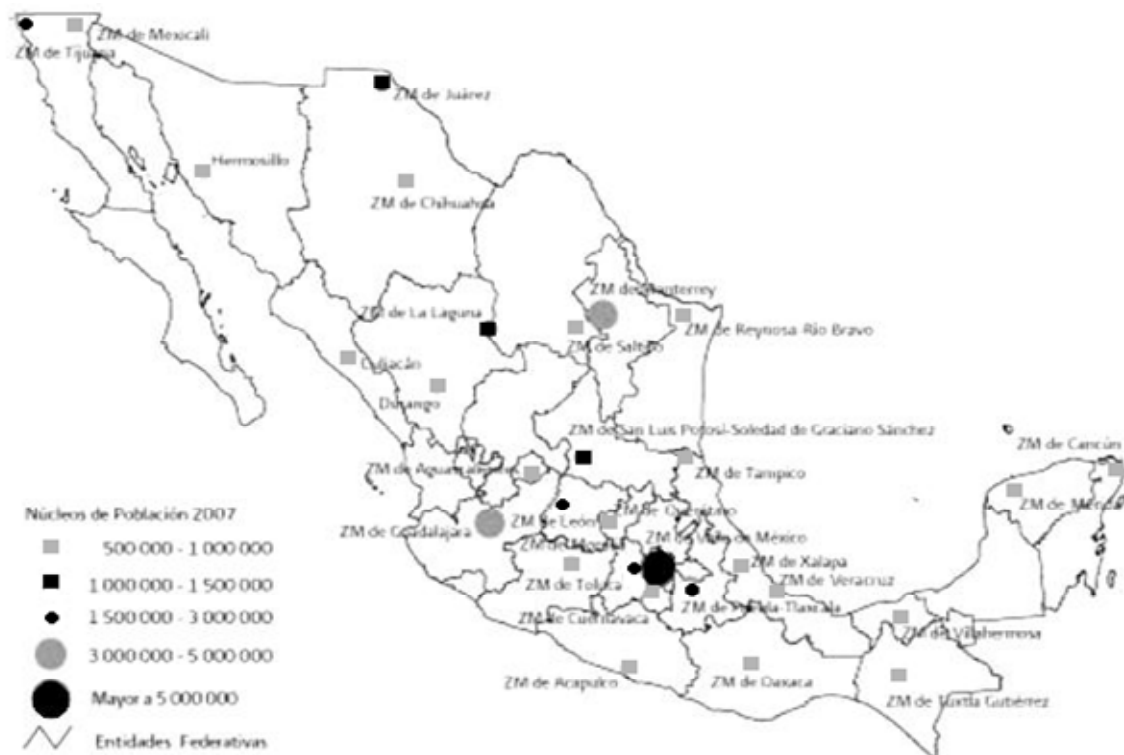 ZM de Mexicali
ZM de Tijuana
ZM de Juárez
Hermosillo
ZM de Chihuahua
ZM de Monterrey
ZM de La Laguna
ZM de Reynosa-Río Bravo
ZM de Saltillo
Culiacán
Durango
ZM de San Luis Potosí-Soledad de Graciano Sánchez
ZM de Cancún
ZM de Aguascalientes
ZM de Tampico
ZM de Mérida
Núcleos de Población 2007
ZM de Guadalajara
ZM de León
ZM de Querétaro
ZM de Valle de México
500 000 - 1 000 000
ZM de Morelia
ZM de Xalapa
1 000 000 - 1 500 000
ZM de Toluca
ZM de Veracruz
1 500 000 - 3 000 000
ZM de Cuernavaca
ZM de Puebla-Tlaxcala
ZM de Villahermosa
3 000 000 - 5 000 000
ZM de Acapulco
ZM de Oaxaca
ZM de Tuxtla Gutiérrez
Mayor a 5 000 000
Entidades Federativas